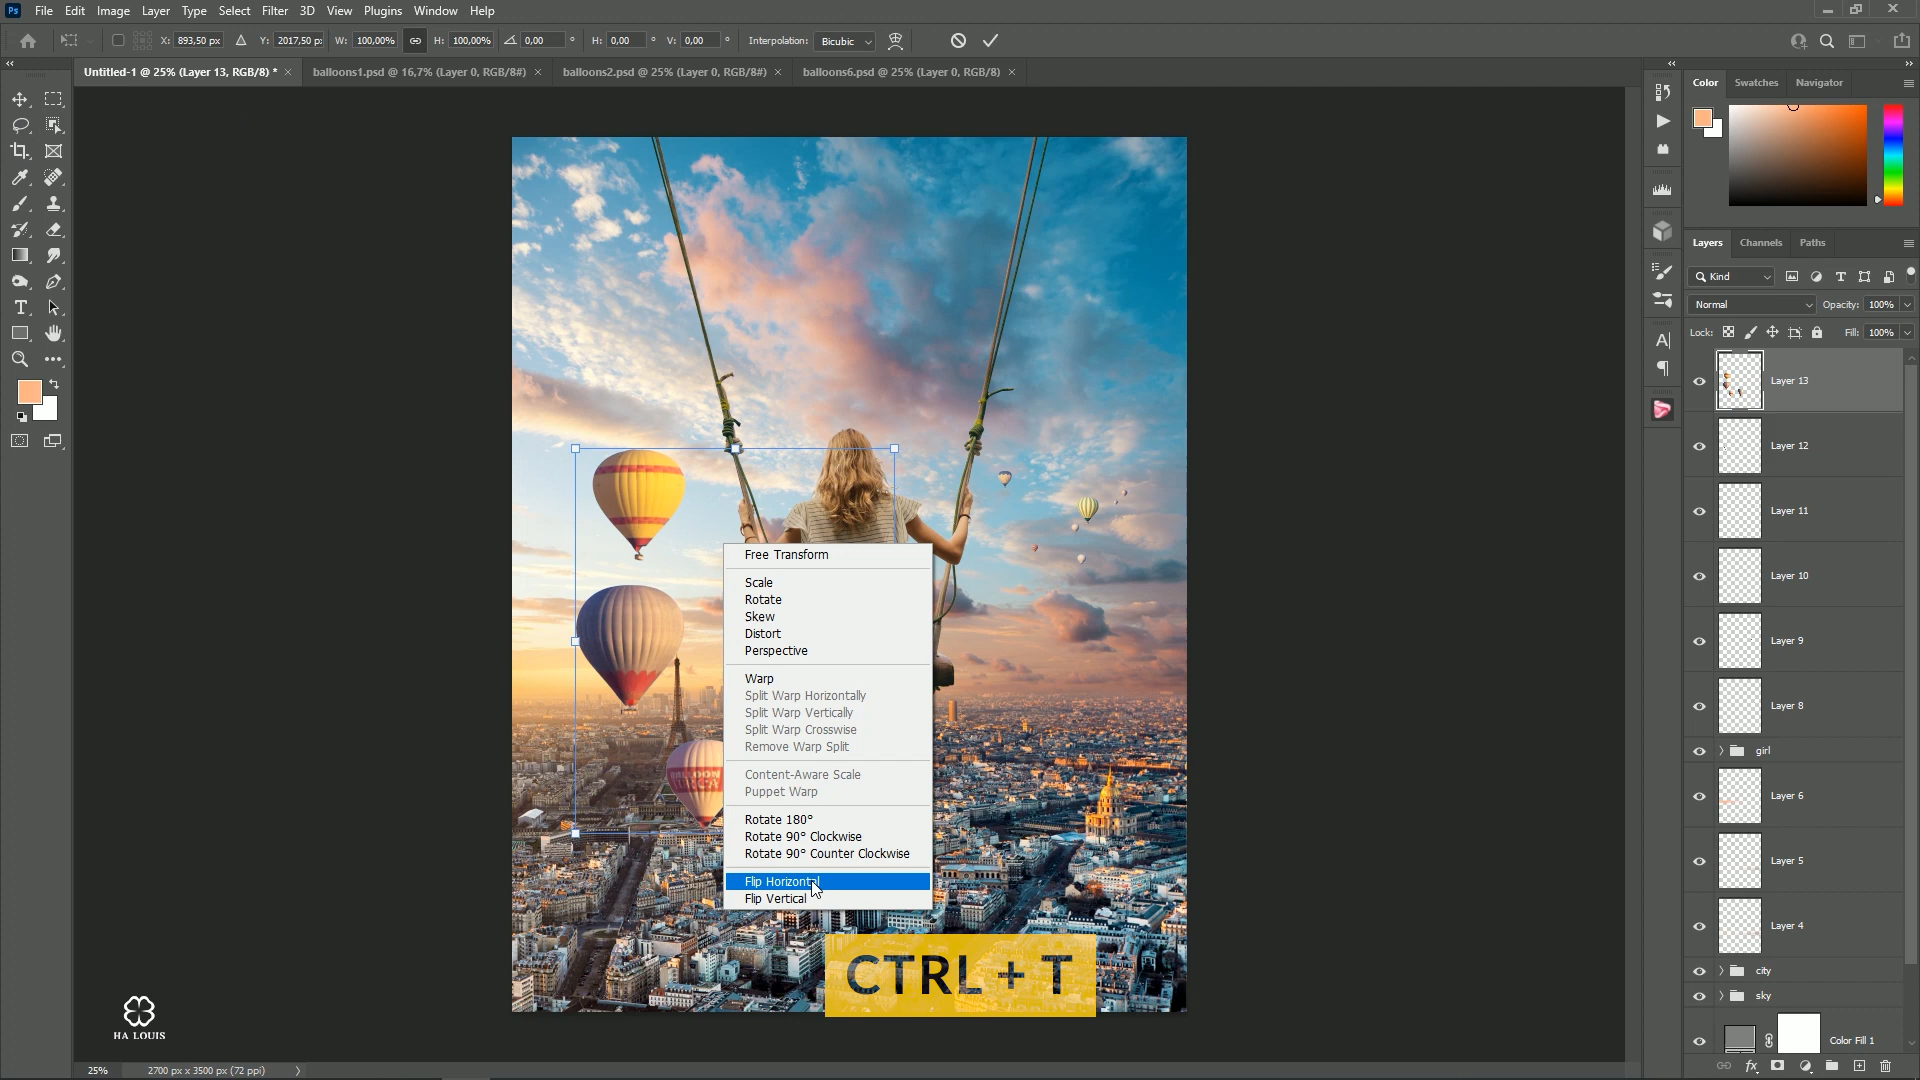 Ps File Edit Image Layer Type Select Filter 3D View Plugins Window Help
X: 893,50 px Y: 2017,50 p: W: 100,00% H: 100,00% 0,00 ° H: 0,00 ° V: 0,00 ° Interpolation: Bicubic
Untitled-1 @ 25% (Layer 13, RGB/8) * × balloons1.psd @ 16,7% (Layer 0, RGB/8#) × balloons2.psd @ 25% (Layer 0, RGB/8#) × balloons6.psd @ 25% (Layer 0, RGB/8) ×
Color Swatches Navigator
Layers Channels Paths
Kind
Normal Opacity: 100%
Lock: Fill: 100%
Layer 13
Layer 12
Layer 11
Layer 10
Layer 9
Layer 8
girl
Layer 6
Layer 5
Layer 4
city
sky
Color Fill 1
Free Transform
Scale
Rotate
Skew
Distort
Perspective
Warp
Split Warp Horizontally
Split Warp Vertically
Split Warp Crosswise
Remove Warp Split
Content-Aware Scale
Puppet Warp
Rotate 180°
Rotate 90° Clockwise
Rotate 90° Counter Clockwise
Flip Horizontal
Flip Vertical
BALLOON
CTRL + T
HA LOUIS
25% 2700 px x 3500 px (72 ppi)